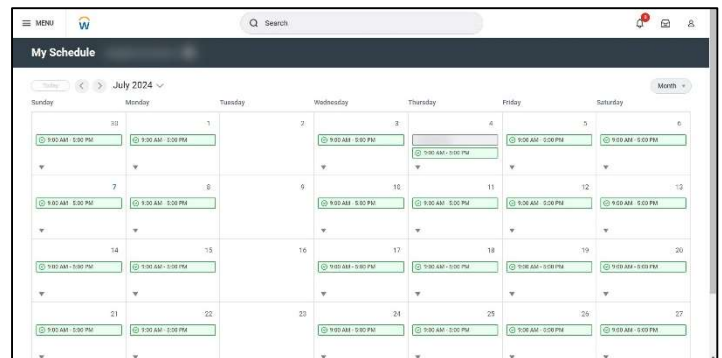 MENU
Search
My Schedule
Today July 2024 Month
Sunday Monday Tuesday Wednesday Thursday Friday Saturday
30 1 2 3 4 5 6
9:00 AM - 5:00 PM 9:00 AM - 5:00 PM 9:00 AM - 5:00 PM 9:00 AM - 5:00 PM 9:00 AM - 5:00 PM
9:00 AM - 5:00 PM
7 8 9 10 11 12 13
9:00 AM - 5:00 PM 9:00 AM - 5:00 PM 9:00 AM - 5:00 PM 9:00 AM - 5:00 PM 9:00 AM - 5:00 PM 9:00 AM - 5:00 PM
14 15 16 17 18 19 20
9:00 AM - 5:00 PM 9:00 AM - 5:00 PM 9:00 AM - 5:00 PM 9:00 AM - 5:00 PM 9:00 AM - 5:00 PM 9:00 AM - 5:00 PM
21 22 23 24 25 26 27
9:00 AM - 5:00 PM 9:00 AM - 5:00 PM 9:00 AM - 5:00 PM 9:00 AM - 5:00 PM 9:00 AM - 5:00 PM 9:00 AM - 5:00 PM